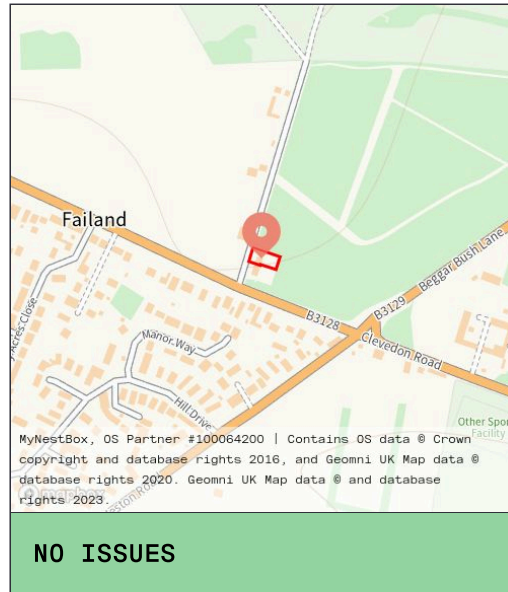 Failand
Beggar Bush Lane
B3129
B3128
Clevedon Road
Acres Close
Manor Way
Hill Drive
Other Spor
Facility
MyNestBox, OS Partner #100064200 | Contains OS data © Crown
copyright and database rights 2016, and Geomni UK Map data ©
database rights 2020. Geomni UK Map data © and database
rights 2023.
mapbox
NO ISSUES